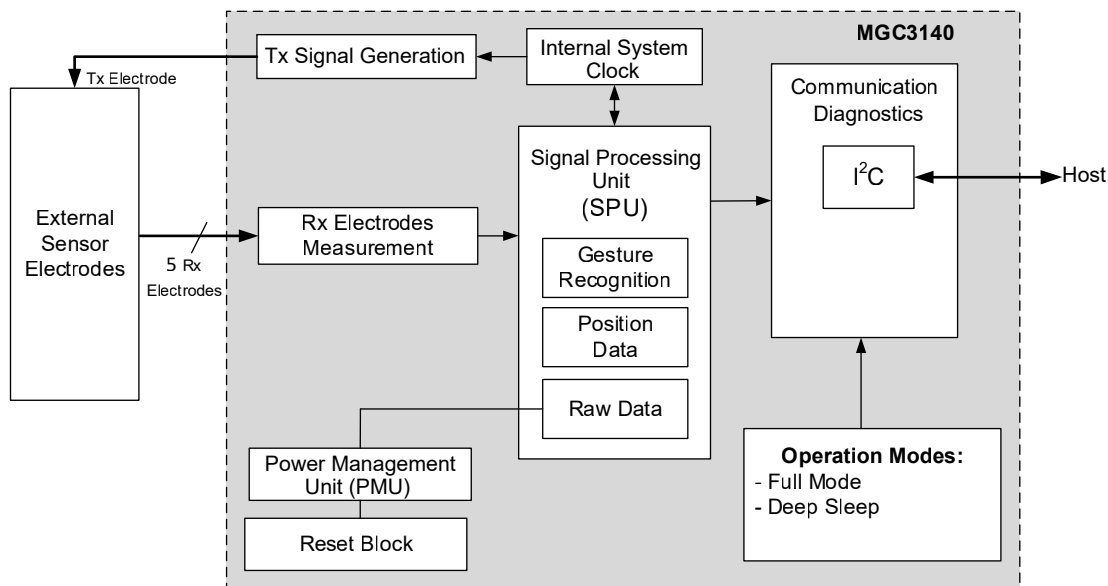 MGC3140
Tx Signal Generation
Internal System
Clock
Tx Electrode
Communication
Diagnostics
I²C
Host
Signal Processing
Unit
(SPU)
External
Sensor
Electrodes
Rx Electrodes
Measurement
5 Rx
Electrodes
Gesture
Recognition
Position
Data
Raw Data
Power Management
Unit (PMU)
Reset Block
Operation Modes:
- Full Mode
- Deep Sleep